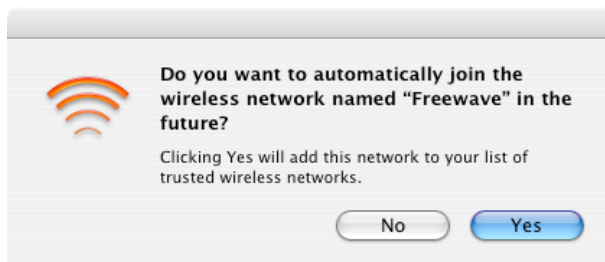 Do you want to automatically join the
wireless network named “Freewave” in the
future?
Clicking Yes will add this network to your list of
trusted wireless networks.
No
Yes